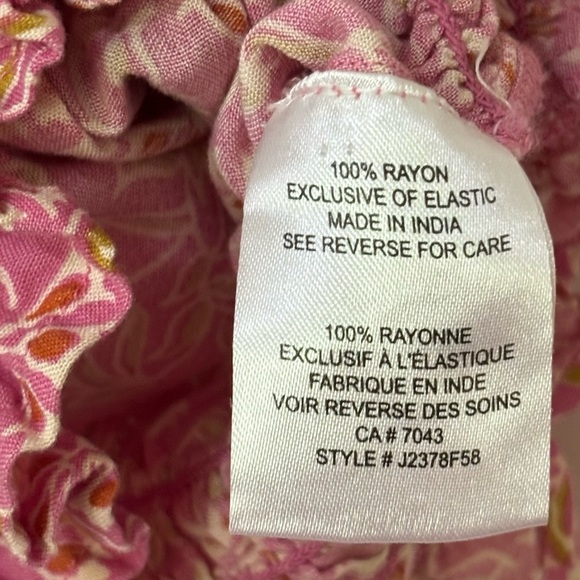 100% RAYON
EXCLUSIVE OF ELASTIC
MADE IN INDIA
SEE REVERSE FOR CARE
100% RAYONNE
EXCLUSIF À L'ÉLASTIQUE
FABRIQUE EN INDE
VOIR REVERSE DES SOINS
CA # 7043
STYLE # J2378F58